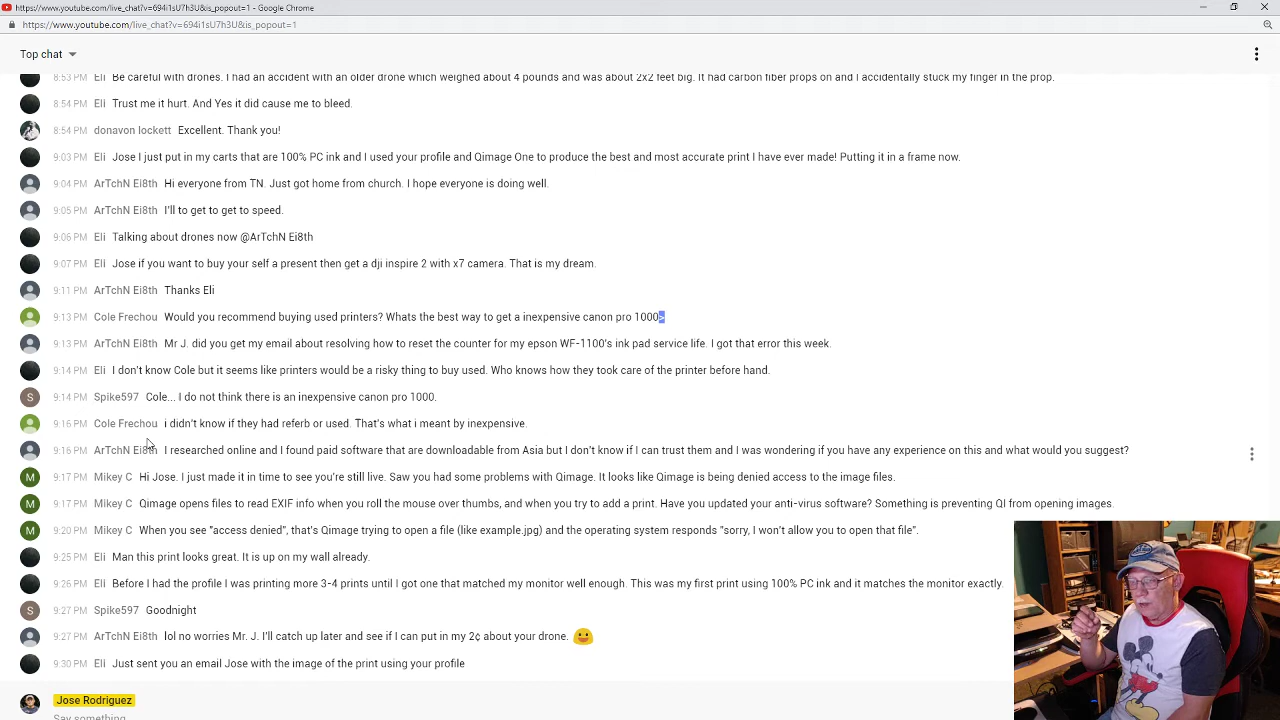 https://www.youtube.com/live_chat?v=694i1sU7h3U&is_popout=1 - Google Chrome
https://www.youtube.com/live_chat?v=694i1sU7h3U&is_popout=1
Top chat
8:53 PM Eli Be careful with drones. I had an accident with an older drone which weighed about 4 pounds and was about 2x2 feet big. It had carbon fiber props on and I accidentally stuck my finger in the prop.
8:54 PM Eli Trust me it hurt. And Yes it did cause me to bleed.
8:54 PM donavon lockett Excellent. Thank you!
9:03 PM Eli Jose I just put in my carts that are 100% PC ink and I used your profile and Qimage One to produce the best and most accurate print I have ever made! Putting it in a frame now.
9:04 PM ArTchN Ei8th Hi everyone from TN. Just got home from church. I hope everyone is doing well.
9:05 PM ArTchN Ei8th I'll to get to get to speed.
9:06 PM Eli Talking about drones now @ArTchN Ei8th
9:07 PM Eli Jose if you want to buy your self a present then get a dji inspire 2 with x7 camera. That is my dream.
9:11 PM ArTchN Ei8th Thanks Eli
9:13 PM Cole Frechou Would you recommend buying used printers? Whats the best way to get a inexpensive canon pro 1000>
9:13 PM ArTchN Ei8th Mr J. did you get my email about resolving how to reset the counter for my epson WF-1100's ink pad service life. I got that error this week.
9:14 PM Eli I don't know Cole but it seems like printers would be a risky thing to buy used. Who knows how they took care of the printer before hand.
S 9:14 PM Spike597 Cole... I do not think there is an inexpensive canon pro 1000.
9:16 PM Cole Frechou i didn't know if they had referb or used. That's what i meant by inexpensive.
9:16 PM ArTchN Ei8th I researched online and I found paid software that are downloadable from Asia but I don't know if I can trust them and I was wondering if you have any experience on this and what would you suggest?
M 9:17 PM Mikey C Hi Jose. I just made it in time to see you're still live. Saw you had some problems with Qimage. It looks like Qimage is being denied access to the image files.
M 9:17 PM Mikey C Qimage opens files to read EXIF info when you roll the mouse over thumbs, and when you try to add a print. Have you updated your anti-virus software? Something is preventing QI from opening images.
M 9:20 PM Mikey C When you see "access denied", that's Qimage trying to open a file (like example.jpg) and the operating system responds "sorry, I won't allow you to open that file".
9:25 PM Eli Man this print looks great. It is up on my wall already.
9:26 PM Eli Before I had the profile I was printing more 3-4 prints until I got one that matched my monitor well enough. This was my first print using 100% PC ink and it matches the monitor exactly.
S 9:27 PM Spike597 Goodnight
9:27 PM ArTchN Ei8th lol no worries Mr. J. I'll catch up later and see if I can put in my 2¢ about your drone.
9:30 PM Eli Just sent you an email Jose with the image of the print using your profile
Jose Rodriguez
Say something